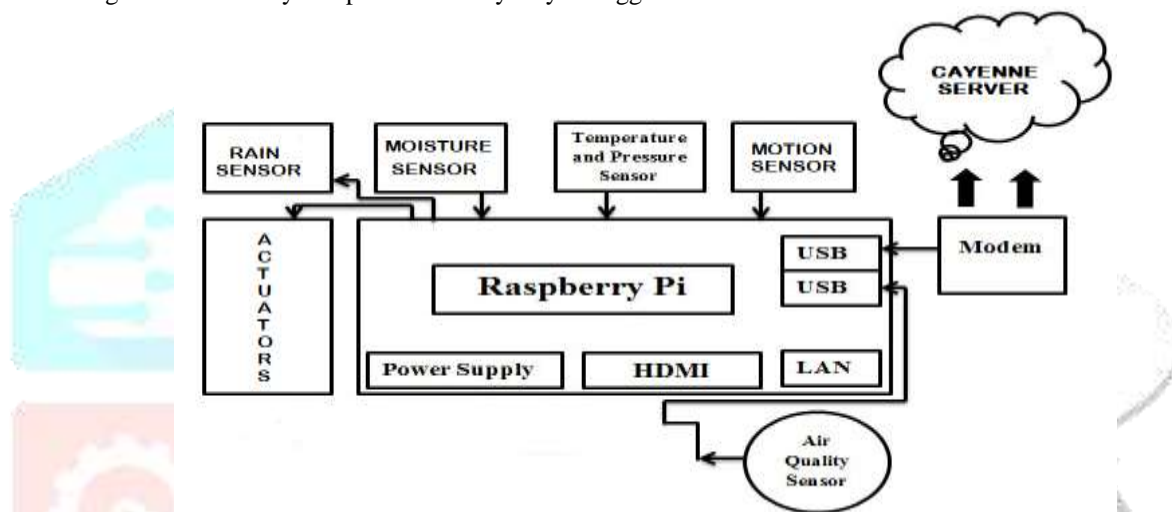 CAYENNE
SERVER
RAIN
SENSOR
MOISTURE
SENSOR
Temperature
and Pressure
Sensor
MOTION
SENSOR
ACTUATORS
Raspberry Pi
USB
USB
Modem
Power Supply
HDMI
LAN
Air
Quality
Sensor